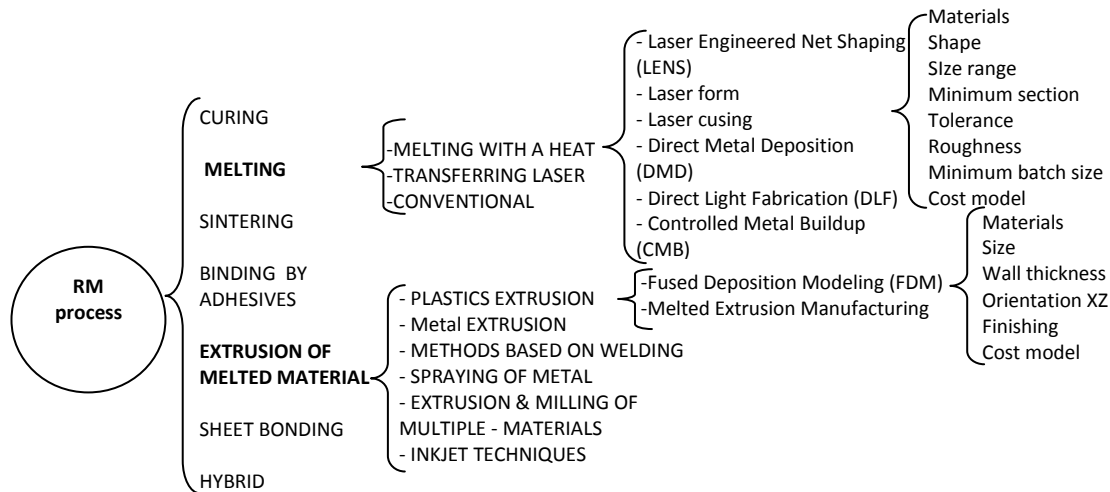 RM
process
CURING
MELTING
SINTERING
BINDING BY
ADHESIVES
EXTRUSION OF
MELTED MATERIAL
SHEET BONDING
HYBRID
-MELTING WITH A HEAT
-TRANSFERRING LASER
-CONVENTIONAL
- Laser Engineered Net Shaping
(LENS)
- Laser form
- Laser cusing
- Direct Metal Deposition
(DMD)
- Direct Light Fabrication (DLF)
- Controlled Metal Buildup
(CMB)
Materials
Shape
SIze range
Minimum section
Tolerance
Roughness
Minimum batch size
Cost model
- PLASTICS EXTRUSION
- Metal EXTRUSION
- METHODS BASED ON WELDING
- SPRAYING OF METAL
- EXTRUSION & MILLING OF
MULTIPLE - MATERIALS
- INKJET TECHNIQUES
-Fused Deposition Modeling (FDM)
-Melted Extrusion Manufacturing
Materials
Size
Wall thickness
Orientation XZ
Finishing
Cost model